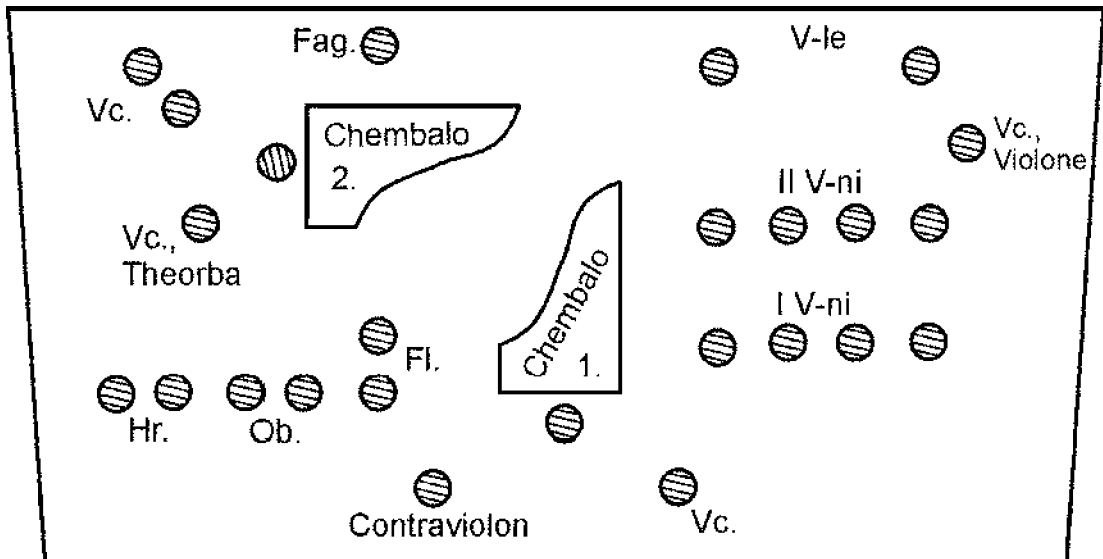 Fag.
V-le
Vc.
Chembalo
2.
Vc.,
Violone
II V-ni
Vc.,
Theorba
Chembalo
1.
I V-ni
Fl.
Hr.
Ob.
Contraviolon
Vc.